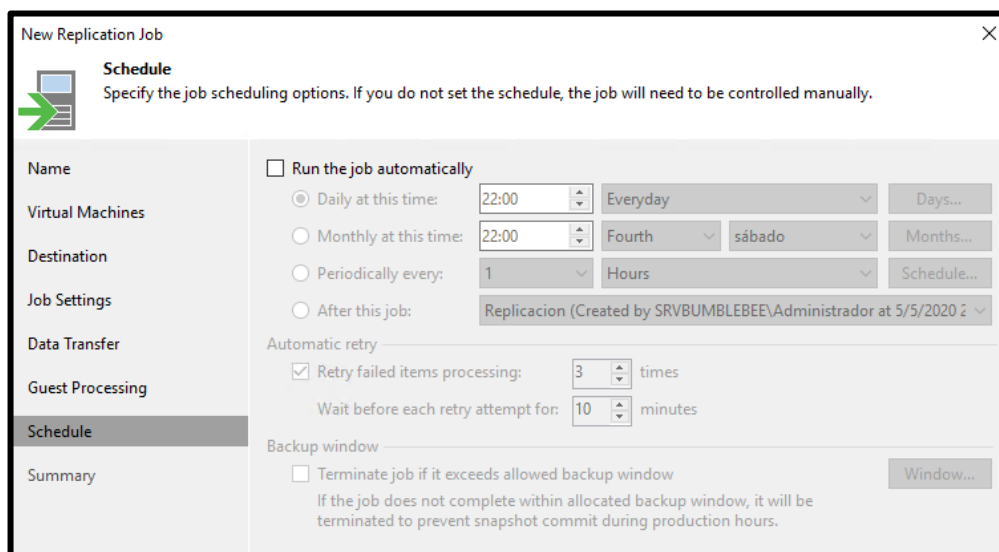 New Replication Job
Schedule
Specify the job scheduling options. If you do not set the schedule, the job will need to be controlled manually.
Name
Virtual Machines
Destination
Job Settings
Data Transfer
Guest Processing
Schedule
Summary
Run the job automatically
Daily at this time: 22:00 Everyday Days...
Monthly at this time: 22:00 Fourth sábado Months...
Periodically every: 1 Hours Schedule...
After this job: Replicacion (Created by SRVBUMBLEBEE\Administrador at 5/5/2020 2
Automatic retry
Retry failed items processing: 3 times
Wait before each retry attempt for: 10 minutes
Backup window
Terminate job if it exceeds allowed backup window Window...
If the job does not complete within allocated backup window, it will be
terminated to prevent snapshot commit during production hours.